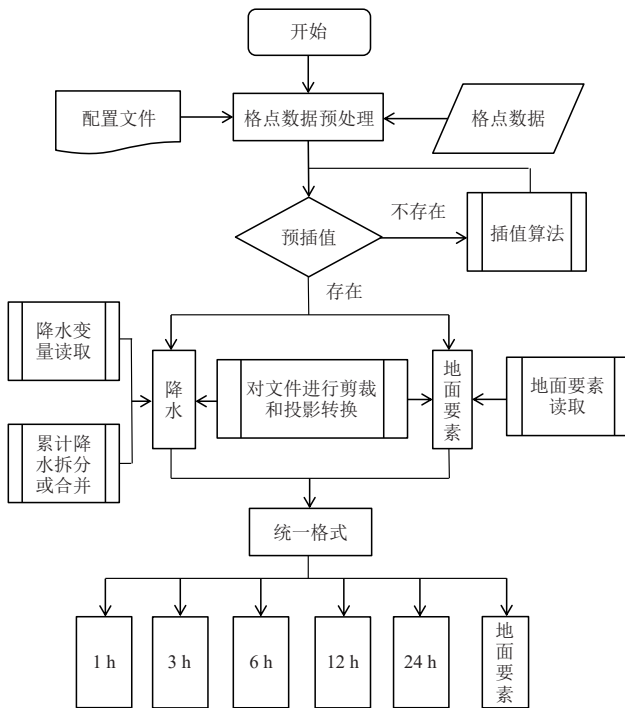 开始
配置文件
格点数据预处理
格点数据
预插值
不存在
插值算法
存在
降水变
量读取
降
水
对文件进行剪裁
和投影转换
地
面
要
素
地面要素
读取
累计降
水拆分
或合并
统一格式
1 h
3 h
6 h
12 h
24 h
地
面
要
素